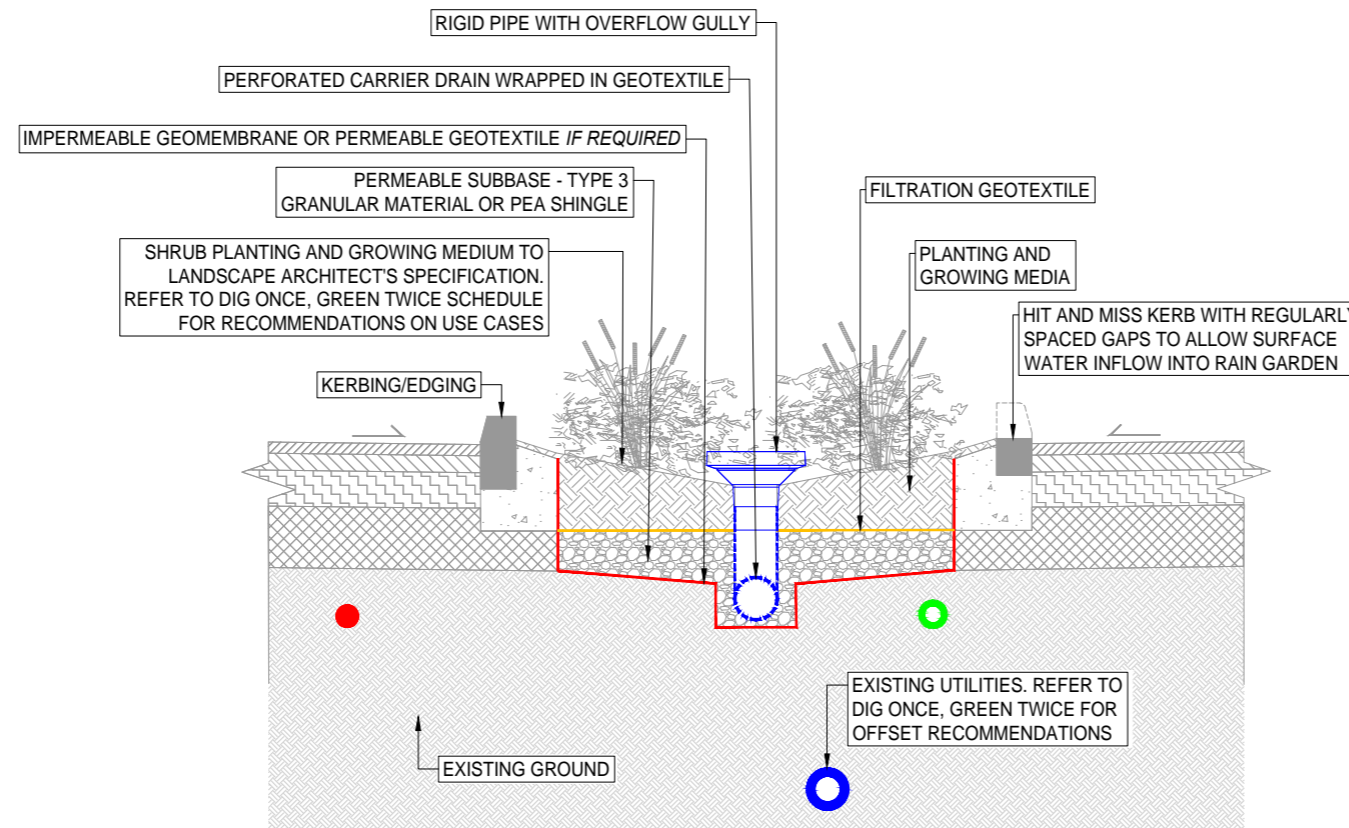 RIGID PIPE WITH OVERFLOW GULLY
PERFORATED CARRIER DRAIN WRAPPED IN GEOTEXTILE
IMPERMEABLE GEOMEMBRANE OR PERMEABLE GEOTEXTILE IF REQUIRED
PERMEABLE SUBBASE - TYPE 3
GRANULAR MATERIAL OR PEA SHINGLE
FILTRATION GEOTEXTILE
SHRUB PLANTING AND GROWING MEDIUM TO
LANDSCAPE ARCHITECT'S SPECIFICATION.
REFER TO DIG ONCE, GREEN TWICE SCHEDULE
FOR RECOMMENDATIONS ON USE CASES
PLANTING AND
GROWING MEDIA
HIT AND MISS KERB WITH REGULARLY
SPACED GAPS TO ALLOW SURFACE
WATER INFLOW INTO RAIN GARDEN
KERBING/EDGING
EXISTING UTILITIES. REFER TO
DIG ONCE, GREEN TWICE FOR
OFFSET RECOMMENDATIONS
EXISTING GROUND